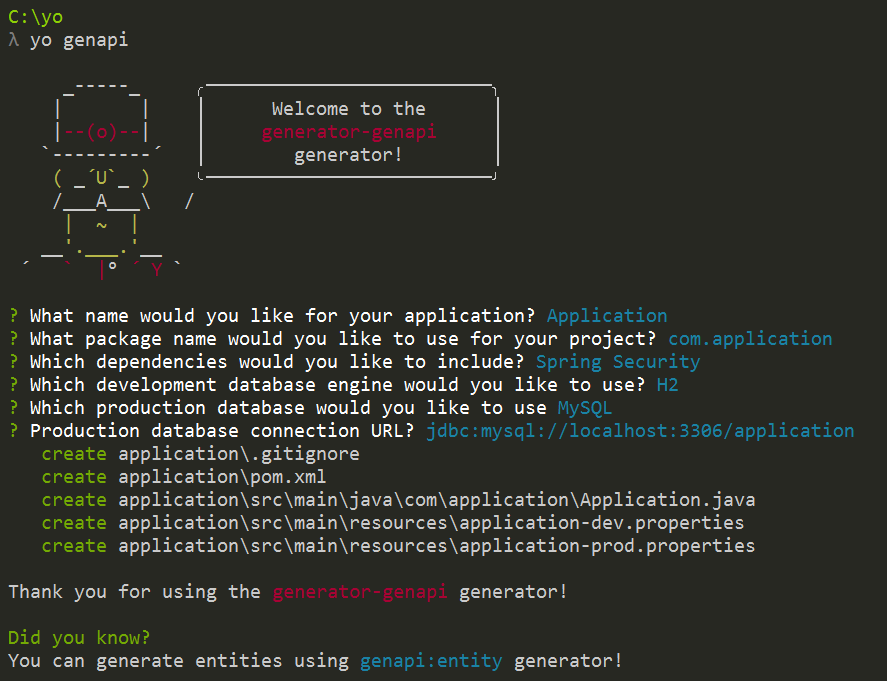 C:\yo
λ yo genapi
     _-----_     ╭──────────────────────────╮
    |       |    │      Welcome to the      │
    |--(o)--|    │     generator-genapi     │
   `---------´   │        generator!        │
    ( _´U`_ )    ╰──────────────────────────╯
    /___A___\   /
     |  ~  |
   __'.___.'__
 ´   `  |° ´ Y `
? What name would you like for your application? Application
? What package name would you like to use for your project? com.application
? Which dependencies would you like to include? Spring Security
? Which development database engine would you like to use? H2
? Which production database would you like to use MySQL
? Production database connection URL? jdbc:mysql://localhost:3306/application
   create application\.gitignore
   create application\pom.xml
   create application\src\main\java\com\application\Application.java
   create application\src\main\resources\application-dev.properties
   create application\src\main\resources\application-prod.properties
Thank you for using the generator-genapi generator!
Did you know?
You can generate entities using genapi:entity generator!